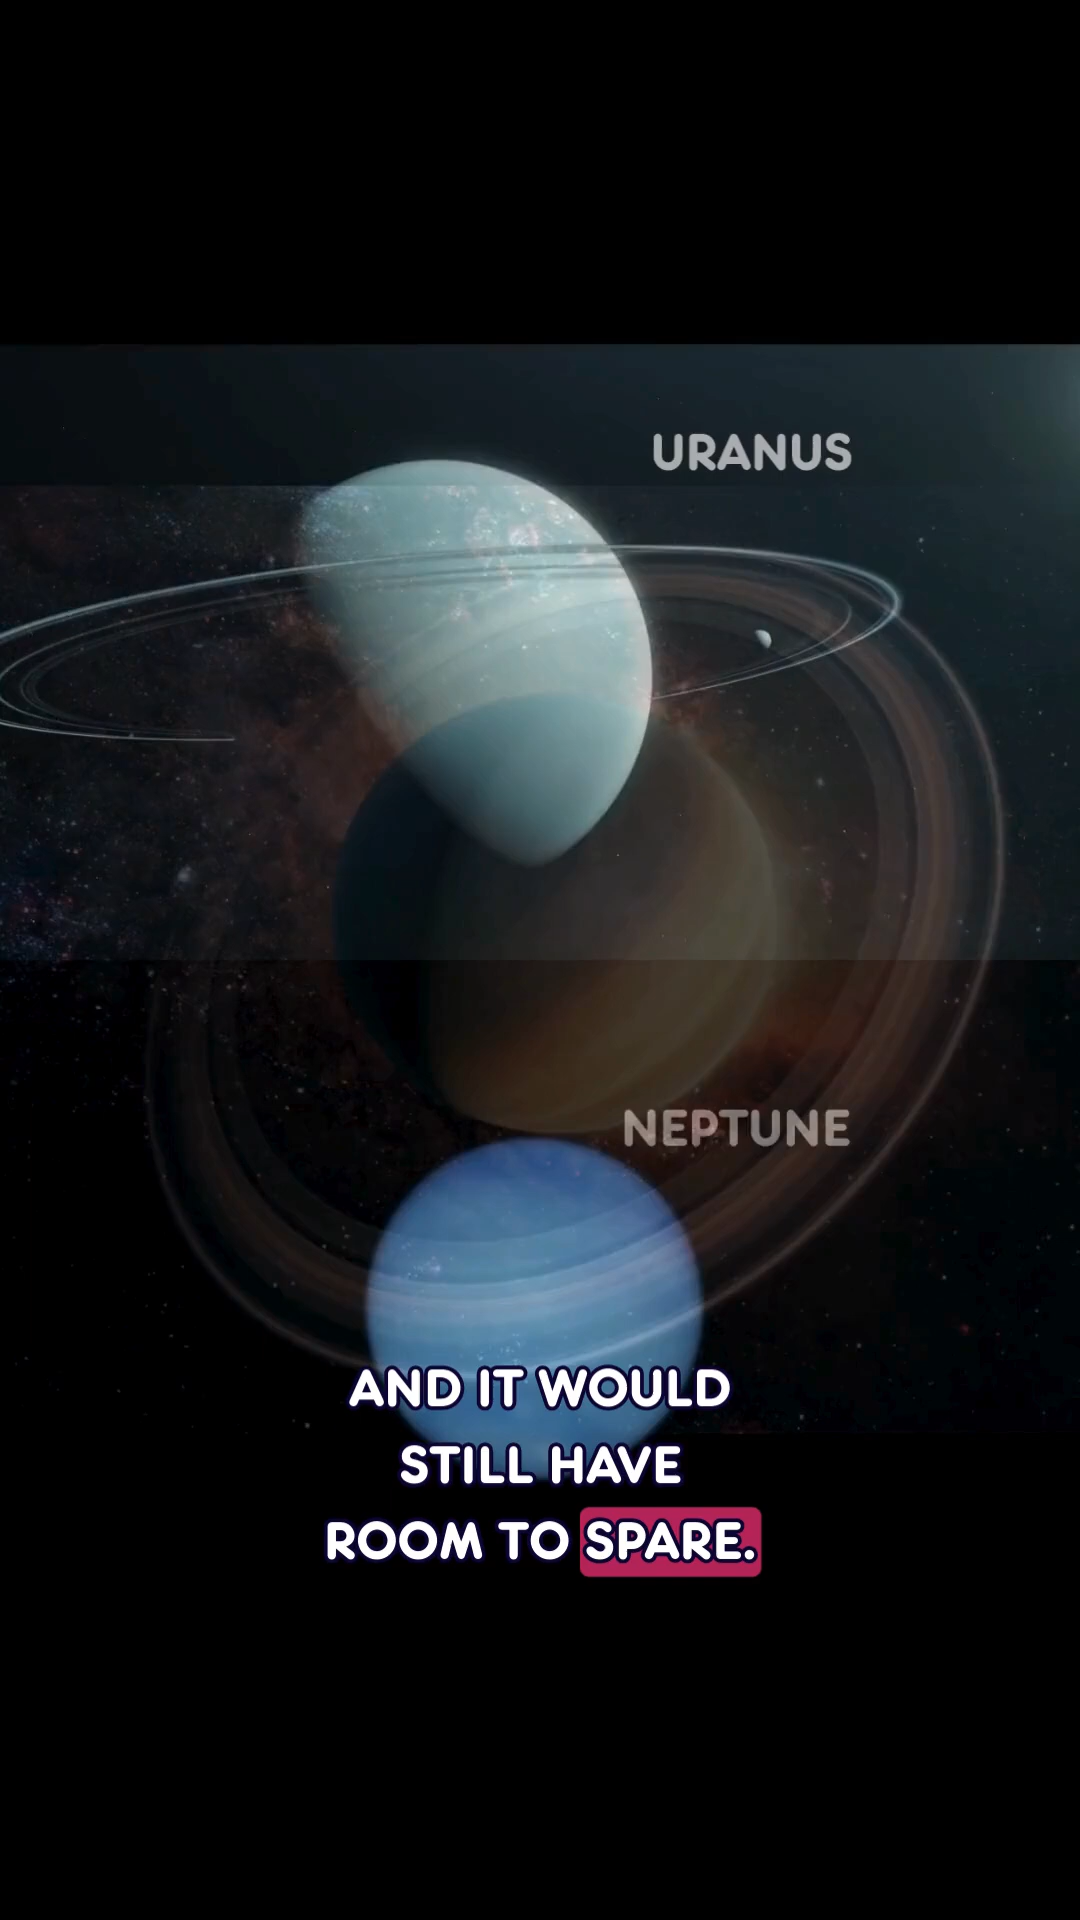 URANUS
NEPTUNE
AND IT WOULD
STILL HAVE
ROOM TO SPARE.